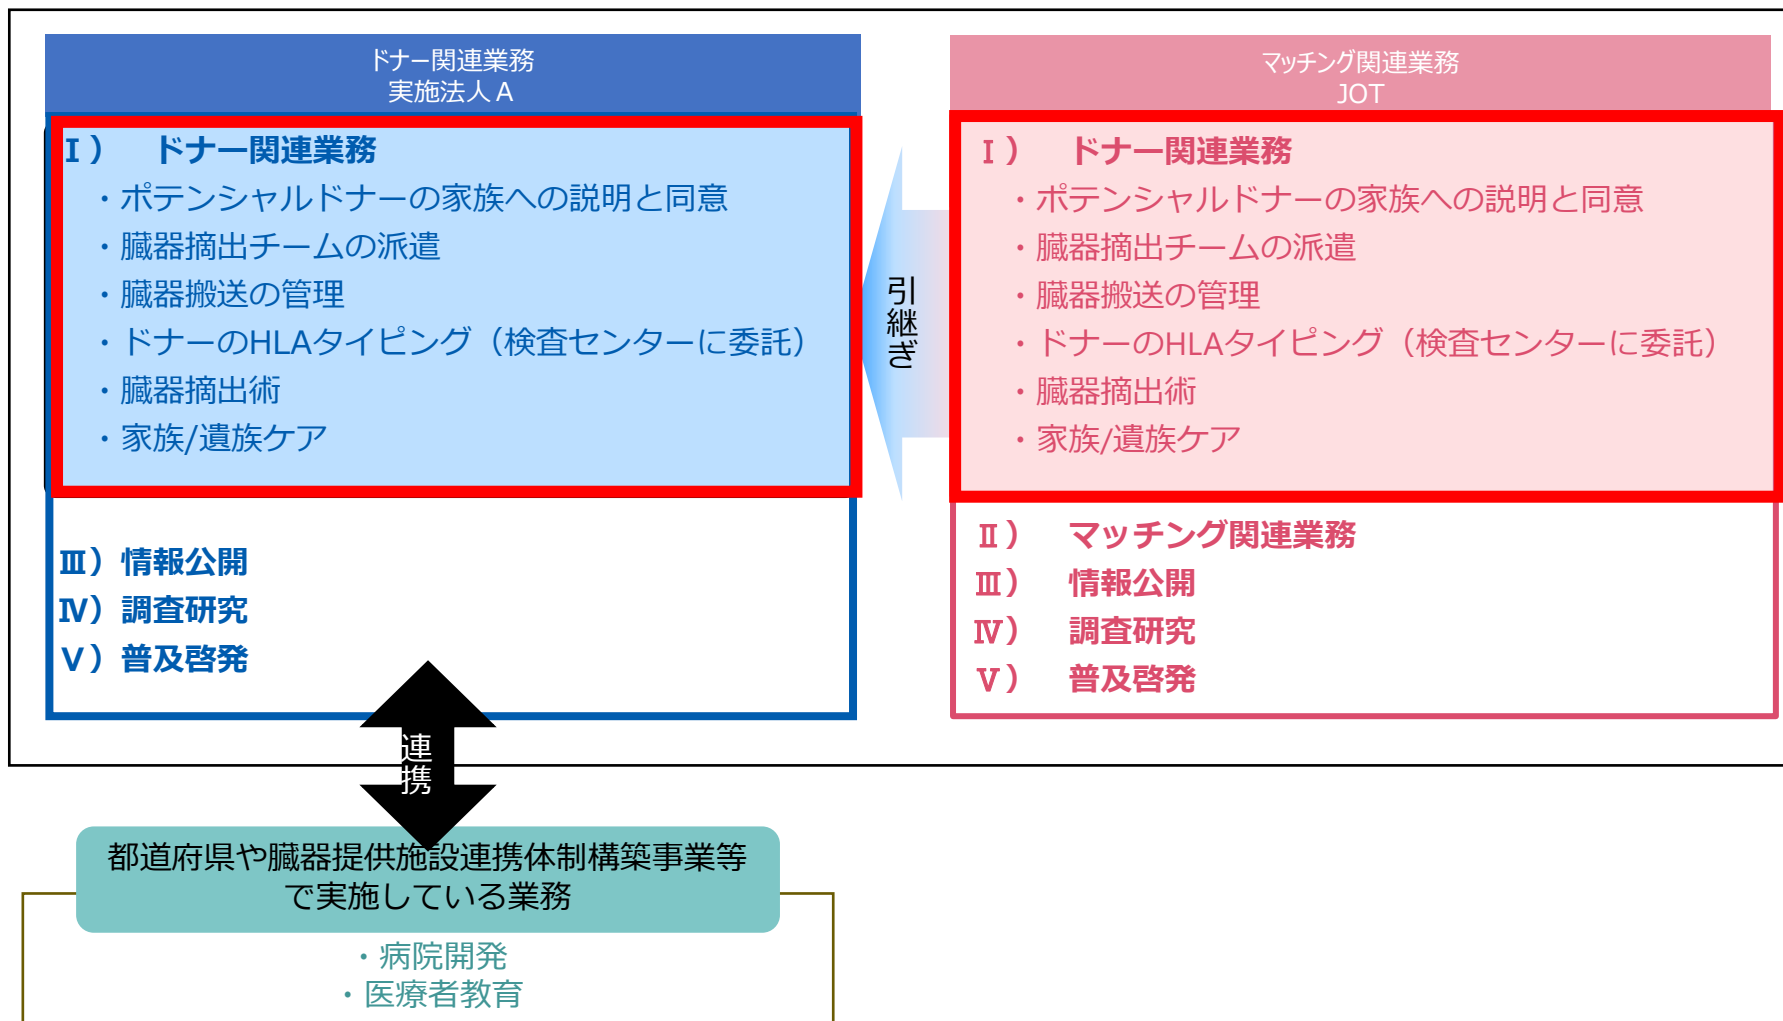 ドナー関連業務
実施法人A
Ⅰ）　ドナー関連業務
・ポテンシャルドナーの家族への説明と同意
・臓器摘出チームの派遣
・臓器搬送の管理
・ドナーのHLAタイピング（検査センターに委託）
・臓器摘出術
・家族/遺族ケア
Ⅲ）情報公開
Ⅳ）調査研究
Ⅴ）普及啓発
引継ぎ
マッチング関連業務
JOT
Ⅰ）　ドナー関連業務
・ポテンシャルドナーの家族への説明と同意
・臓器摘出チームの派遣
・臓器搬送の管理
・ドナーのHLAタイピング（検査センターに委託）
・臓器摘出術
・家族/遺族ケア
Ⅱ）　マッチング関連業務
Ⅲ）　情報公開
Ⅳ）　調査研究
Ⅴ）　普及啓発
連携
都道府県や臓器提供施設連携体制構築事業等
で実施している業務
・病院開発
・医療者教育